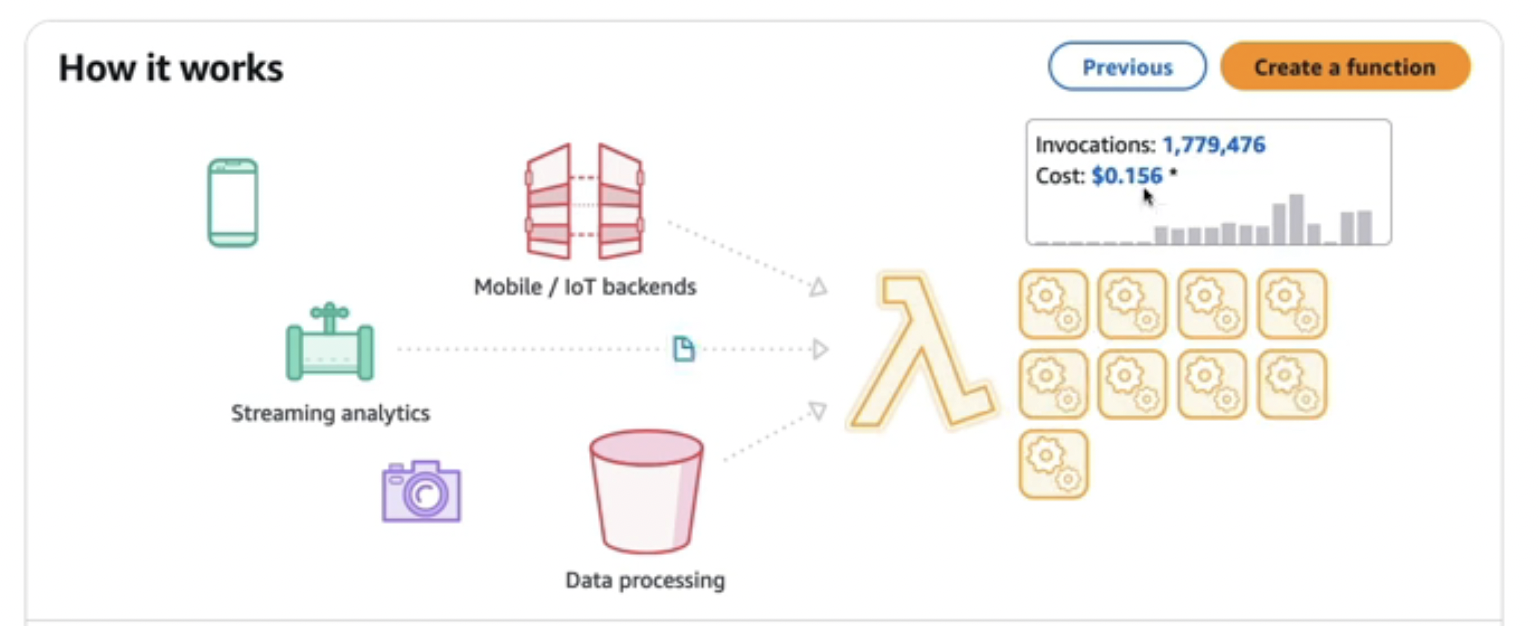 How it works
Previous
Create a function
Invocations: 1,779,476
Cost: $0.156 *
Mobile / IoT backends
Streaming analytics
Data processing